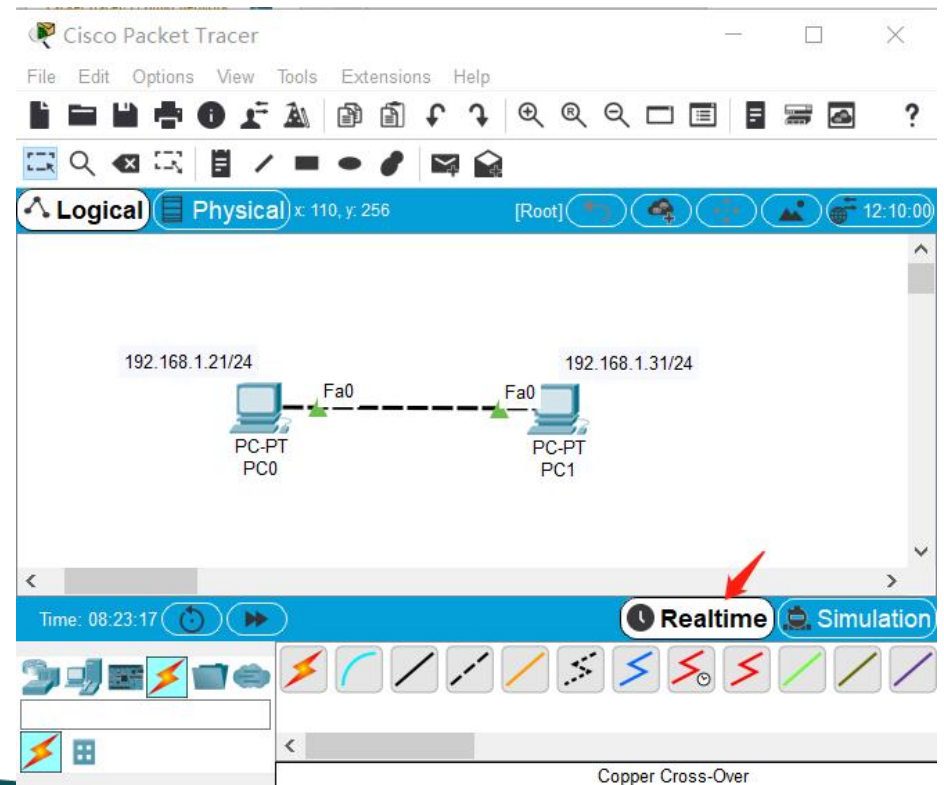 Cisco Packet Tracer
File Edit Options View Tools Extensions Help
?
Logical Physical x: 110, y: 256 [Root] 12:10:00
192.168.1.21/24 192.168.1.31/24
Fa0 Fa0
PC-PT PC-PT
PC0 PC1
Time: 08:23:17 Realtime Simulation
Copper Cross-Over